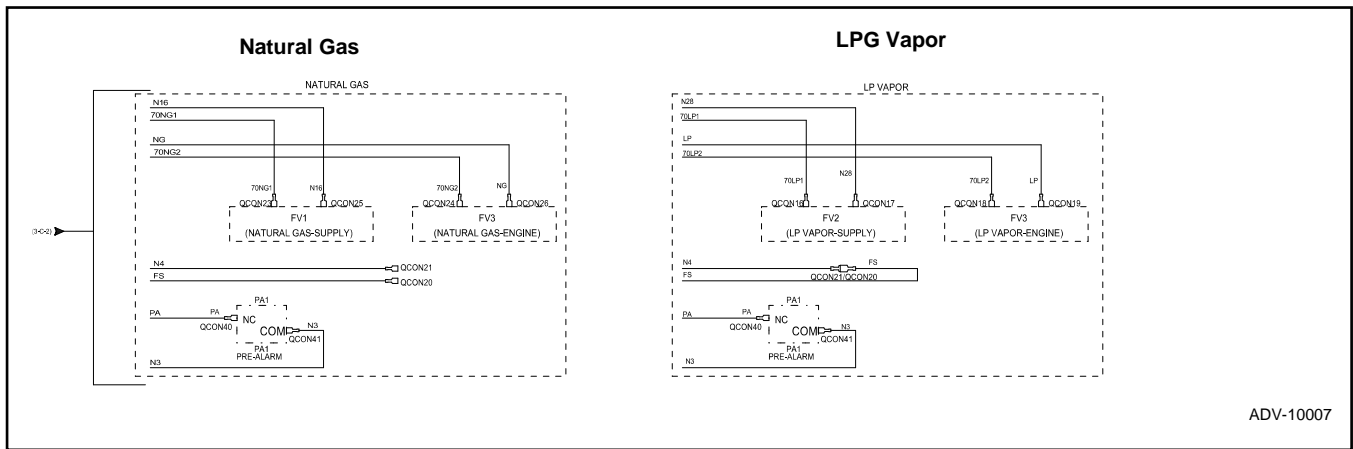 Natural Gas
NATURAL GAS
N16
70NG1
NG
70NG2
70NG1
N16
70NG2
NG
QCON23
QCON25
QCON24
QCON26
FV1
(NATURAL GAS-SUPPLY)
FV3
(NATURAL GAS-ENGINE)
(3-C-2)
N4
QCON21
FS
QCON20
PA1
PA
PA
NC
QCON40
COM
N3
QCON41
PA1
PRE-ALARM
N3
LPG Vapor
LP VAPOR
N28
70LP1
LP
70LP2
70LP1
N28
70LP2
LP
QCON16
QCON17
QCON18
QCON19
FV2
(LP VAPOR-SUPPLY)
FV3
(LP VAPOR-ENGINE)
N4
FS
FS
QCON21/QCON20
PA1
PA
PA
NC
QCON40
COM
N3
QCON41
PA1
PRE-ALARM
N3
ADV-10007